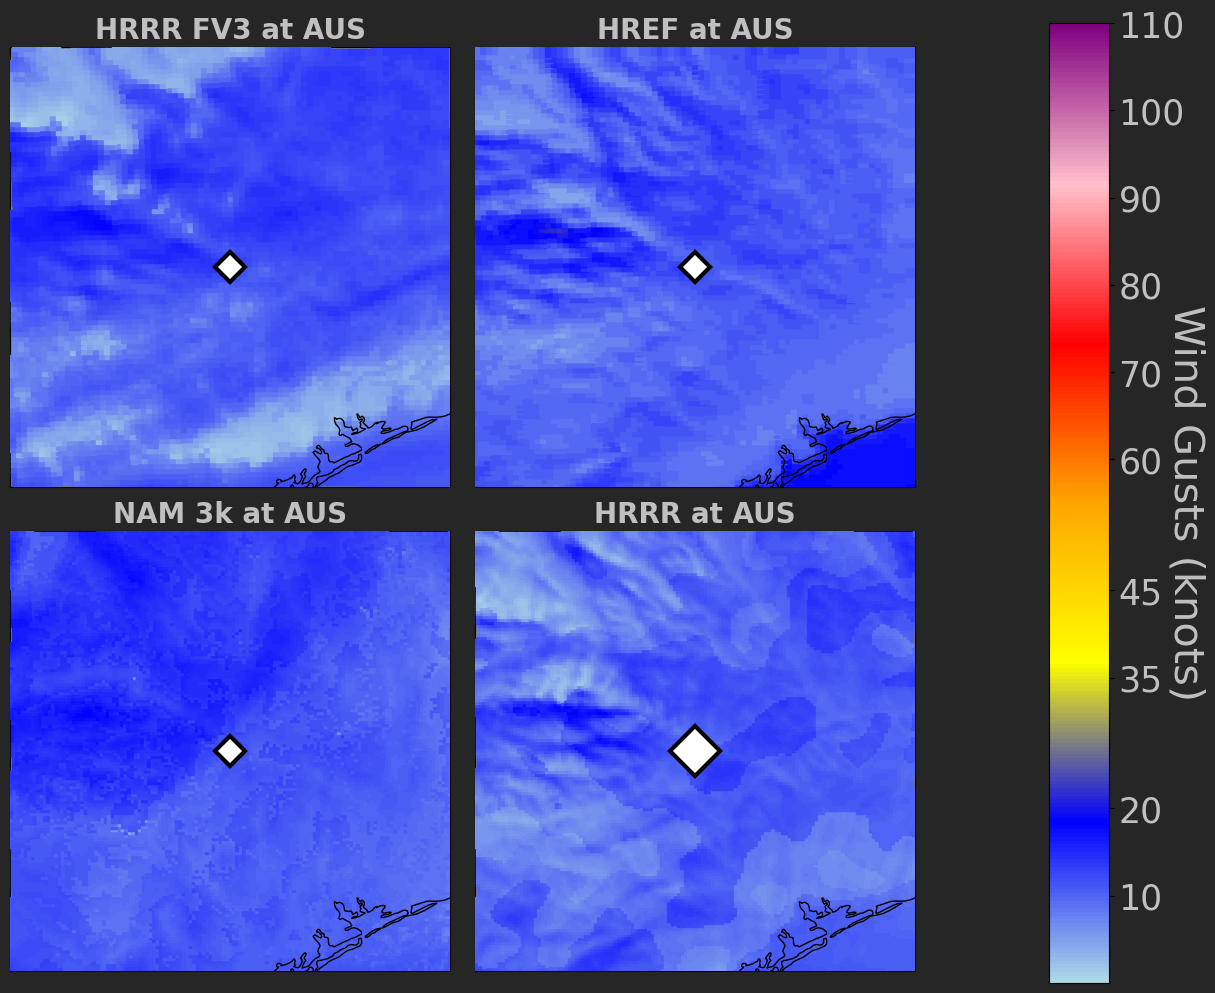 HRRR FV3 at AUS
HREF at AUS
NAM 3k at AUS
HRRR at AUS
110
100
90
80
70
60
45
35
20
10
Wind Gusts (knots)